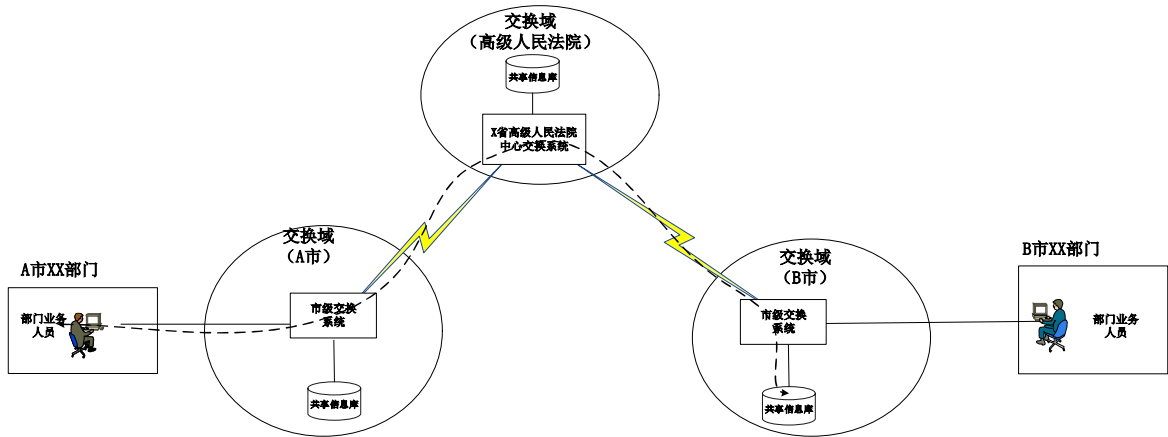 交换域
(高级人民法院)
共享信息库
X省高级人民法院
中心交换系统
交换域
(A市)
市级交换
系统
共享信息库
A市XX部门
部门业务
人员
交换域
(B市)
市级交换
系统
共享信息库
B市XX部门
部门业务
人员